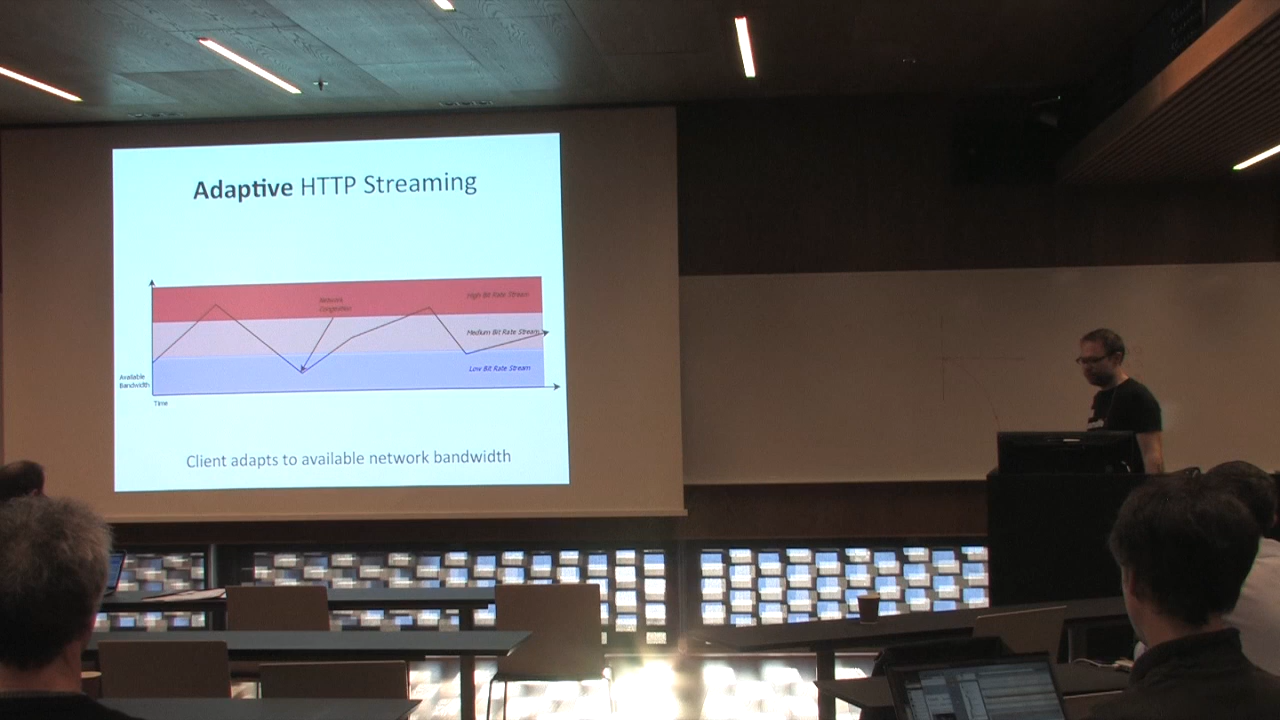 Adaptive HTTP Streaming
Network
Congestion
High Bit Rate Stream
Medium Bit Rate Stream
Low Bit Rate Stream
Available
Bandwidth
Time
Client adapts to available network bandwidth